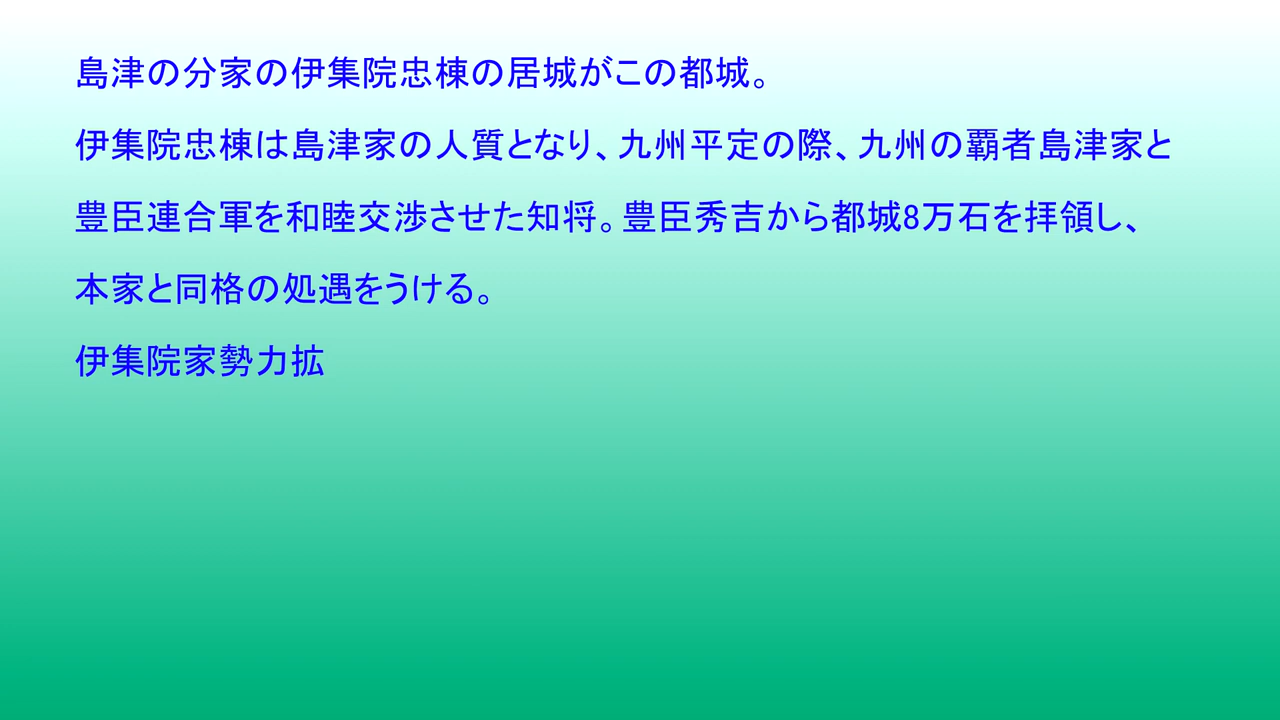 島津の分家の伊集院忠棟の居城がこの都城。
伊集院忠棟は島津家の人質となり、九州平定の際、九州の覇者島津家と
豊臣連合軍を和睦交渉させた知将。豊臣秀吉から都城8万石を拝領し、
本家と同格の処遇をうける。
伊集院家勢力拡